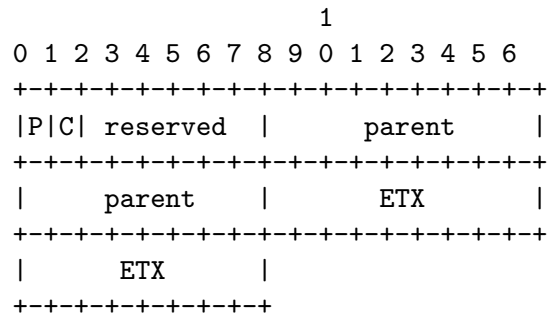 1
0 1 2 3 4 5 6 7 8 9 0 1 2 3 4 5 6
+-+-+-+-+-+-+-+-+-+-+-+-+-+-+-+-+-+
|P|C| reserved  |      parent     |
+-+-+-+-+-+-+-+-+-+-+-+-+-+-+-+-+-+
|     parent    |       ETX       |
+-+-+-+-+-+-+-+-+-+-+-+-+-+-+-+-+-+
|      ETX      |
+-+-+-+-+-+-+-+-+